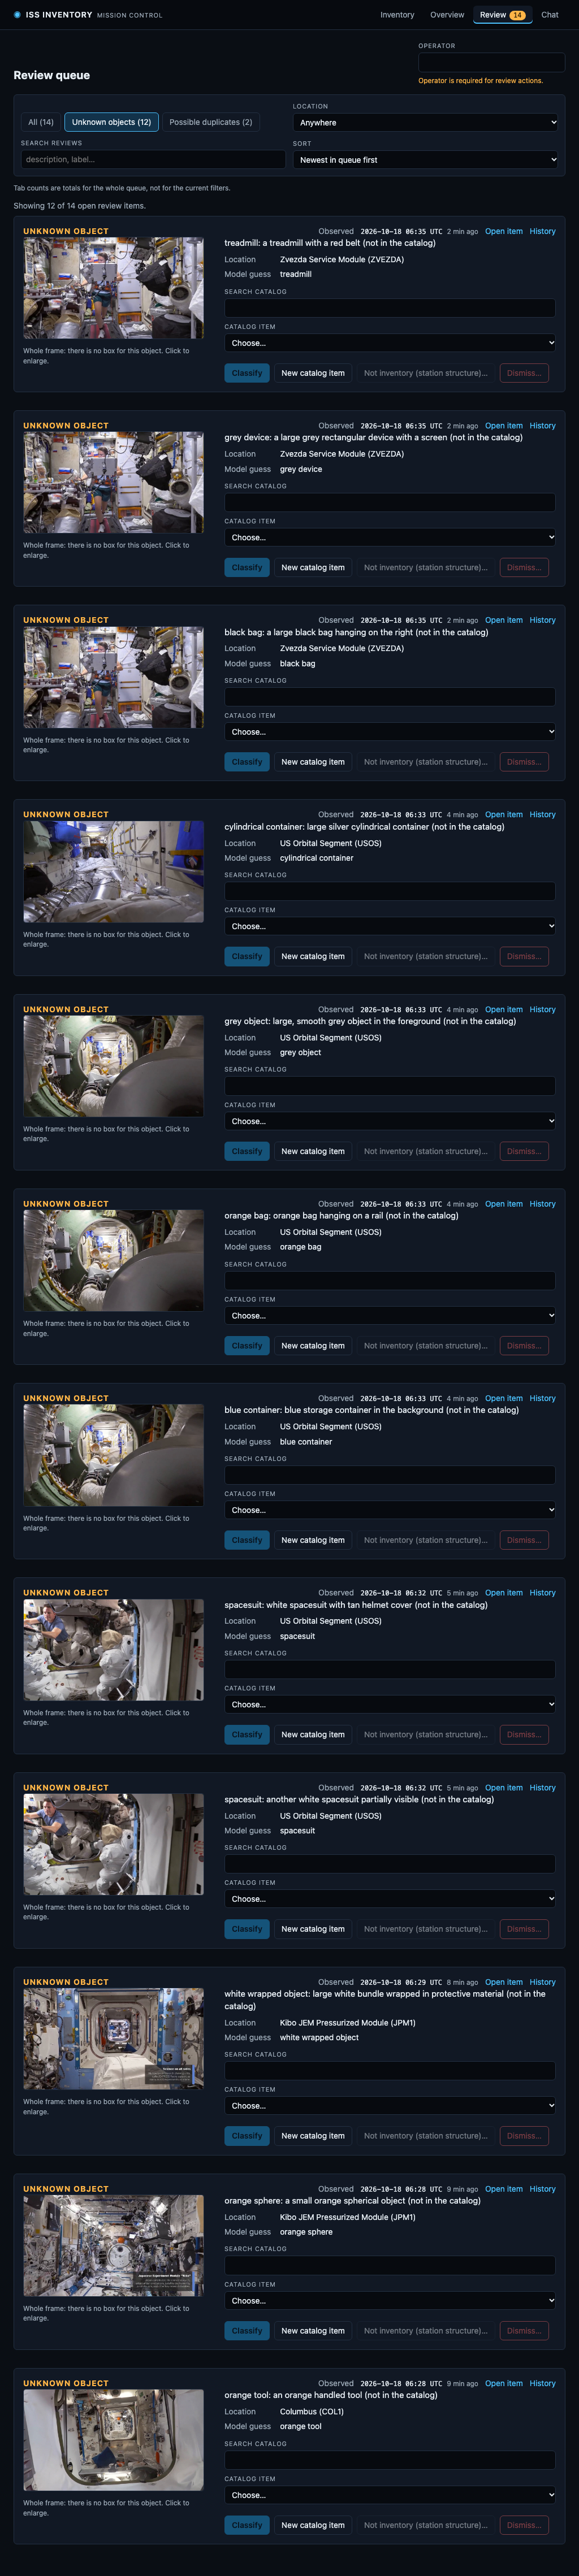 ISS INVENTORY MISSION CONTROL
Inventory Overview Review 14 Chat
Review queue
OPERATOR
Operator is required for review actions.
All (14) Unknown objects (12) Possible duplicates (2)
LOCATION
Anywhere
SEARCH REVIEWS
description, label...
SORT
Newest in queue first
Tab counts are totals for the whole queue, not for the current filters.
Showing 12 of 14 open review items.
UNKNOWN OBJECT
Observed 2026-10-18 06:35 UTC 2 min ago Open item History
treadmill: a treadmill with a red belt (not in the catalog)
Location Zvezda Service Module (ZVEZDA)
Model guess treadmill
SEARCH CATALOG
CATALOG ITEM
Choose...
Whole frame: there is no box for this object. Click to
enlarge.
Classify New catalog item Not inventory (station structure)... Dismiss...
UNKNOWN OBJECT
Observed 2026-10-18 06:35 UTC 2 min ago Open item History
grey device: a large grey rectangular device with a screen (not in the catalog)
Location Zvezda Service Module (ZVEZDA)
Model guess grey device
SEARCH CATALOG
CATALOG ITEM
Choose...
Whole frame: there is no box for this object. Click to
enlarge.
Classify New catalog item Not inventory (station structure)... Dismiss...
UNKNOWN OBJECT
Observed 2026-10-18 06:35 UTC 2 min ago Open item History
black bag: a large black bag hanging on the right (not in the catalog)
Location Zvezda Service Module (ZVEZDA)
Model guess black bag
SEARCH CATALOG
CATALOG ITEM
Choose...
Whole frame: there is no box for this object. Click to
enlarge.
Classify New catalog item Not inventory (station structure)... Dismiss...
UNKNOWN OBJECT
Observed 2026-10-18 06:33 UTC 4 min ago Open item History
cylindrical container: large silver cylindrical container (not in the catalog)
Location US Orbital Segment (USOS)
Model guess cylindrical container
SEARCH CATALOG
CATALOG ITEM
Choose...
Whole frame: there is no box for this object. Click to
enlarge.
Classify New catalog item Not inventory (station structure)... Dismiss...
UNKNOWN OBJECT
Observed 2026-10-18 06:33 UTC 4 min ago Open item History
grey object: large, smooth grey object in the foreground (not in the catalog)
Location US Orbital Segment (USOS)
Model guess grey object
SEARCH CATALOG
CATALOG ITEM
Choose...
Whole frame: there is no box for this object. Click to
enlarge.
Classify New catalog item Not inventory (station structure)... Dismiss...
UNKNOWN OBJECT
Observed 2026-10-18 06:33 UTC 4 min ago Open item History
orange bag: orange bag hanging on a rail (not in the catalog)
Location US Orbital Segment (USOS)
Model guess orange bag
SEARCH CATALOG
CATALOG ITEM
Choose...
Whole frame: there is no box for this object. Click to
enlarge.
Classify New catalog item Not inventory (station structure)... Dismiss...
UNKNOWN OBJECT
Observed 2026-10-18 06:33 UTC 4 min ago Open item History
blue container: blue storage container in the background (not in the catalog)
Location US Orbital Segment (USOS)
Model guess blue container
SEARCH CATALOG
CATALOG ITEM
Choose...
Whole frame: there is no box for this object. Click to
enlarge.
Classify New catalog item Not inventory (station structure)... Dismiss...
UNKNOWN OBJECT
Observed 2026-10-18 06:32 UTC 5 min ago Open item History
spacesuit: white spacesuit with tan helmet cover (not in the catalog)
Location US Orbital Segment (USOS)
Model guess spacesuit
SEARCH CATALOG
CATALOG ITEM
Choose...
Whole frame: there is no box for this object. Click to
enlarge.
Classify New catalog item Not inventory (station structure)... Dismiss...
UNKNOWN OBJECT
Observed 2026-10-18 06:32 UTC 5 min ago Open item History
spacesuit: another white spacesuit partially visible (not in the catalog)
Location US Orbital Segment (USOS)
Model guess spacesuit
SEARCH CATALOG
CATALOG ITEM
Choose...
Whole frame: there is no box for this object. Click to
enlarge.
Classify New catalog item Not inventory (station structure)... Dismiss...
UNKNOWN OBJECT
Observed 2026-10-18 06:29 UTC 8 min ago Open item History
white wrapped object: large white bundle wrapped in protective material (not in the
catalog)
Location Kibo JEM Pressurized Module (JPM1)
Model guess white wrapped object
SEARCH CATALOG
CATALOG ITEM
Choose...
Whole frame: there is no box for this object. Click to
enlarge.
Classify New catalog item Not inventory (station structure)... Dismiss...
UNKNOWN OBJECT
Observed 2026-10-18 06:28 UTC 9 min ago Open item History
orange sphere: a small orange spherical object (not in the catalog)
Location Kibo JEM Pressurized Module (JPM1)
Model guess orange sphere
SEARCH CATALOG
CATALOG ITEM
Choose...
Whole frame: there is no box for this object. Click to
enlarge.
Classify New catalog item Not inventory (station structure)... Dismiss...
UNKNOWN OBJECT
Observed 2026-10-18 06:28 UTC 9 min ago Open item History
orange tool: an orange handled tool (not in the catalog)
Location Columbus (COL1)
Model guess orange tool
SEARCH CATALOG
CATALOG ITEM
Choose...
Whole frame: there is no box for this object. Click to
enlarge.
Classify New catalog item Not inventory (station structure)... Dismiss...